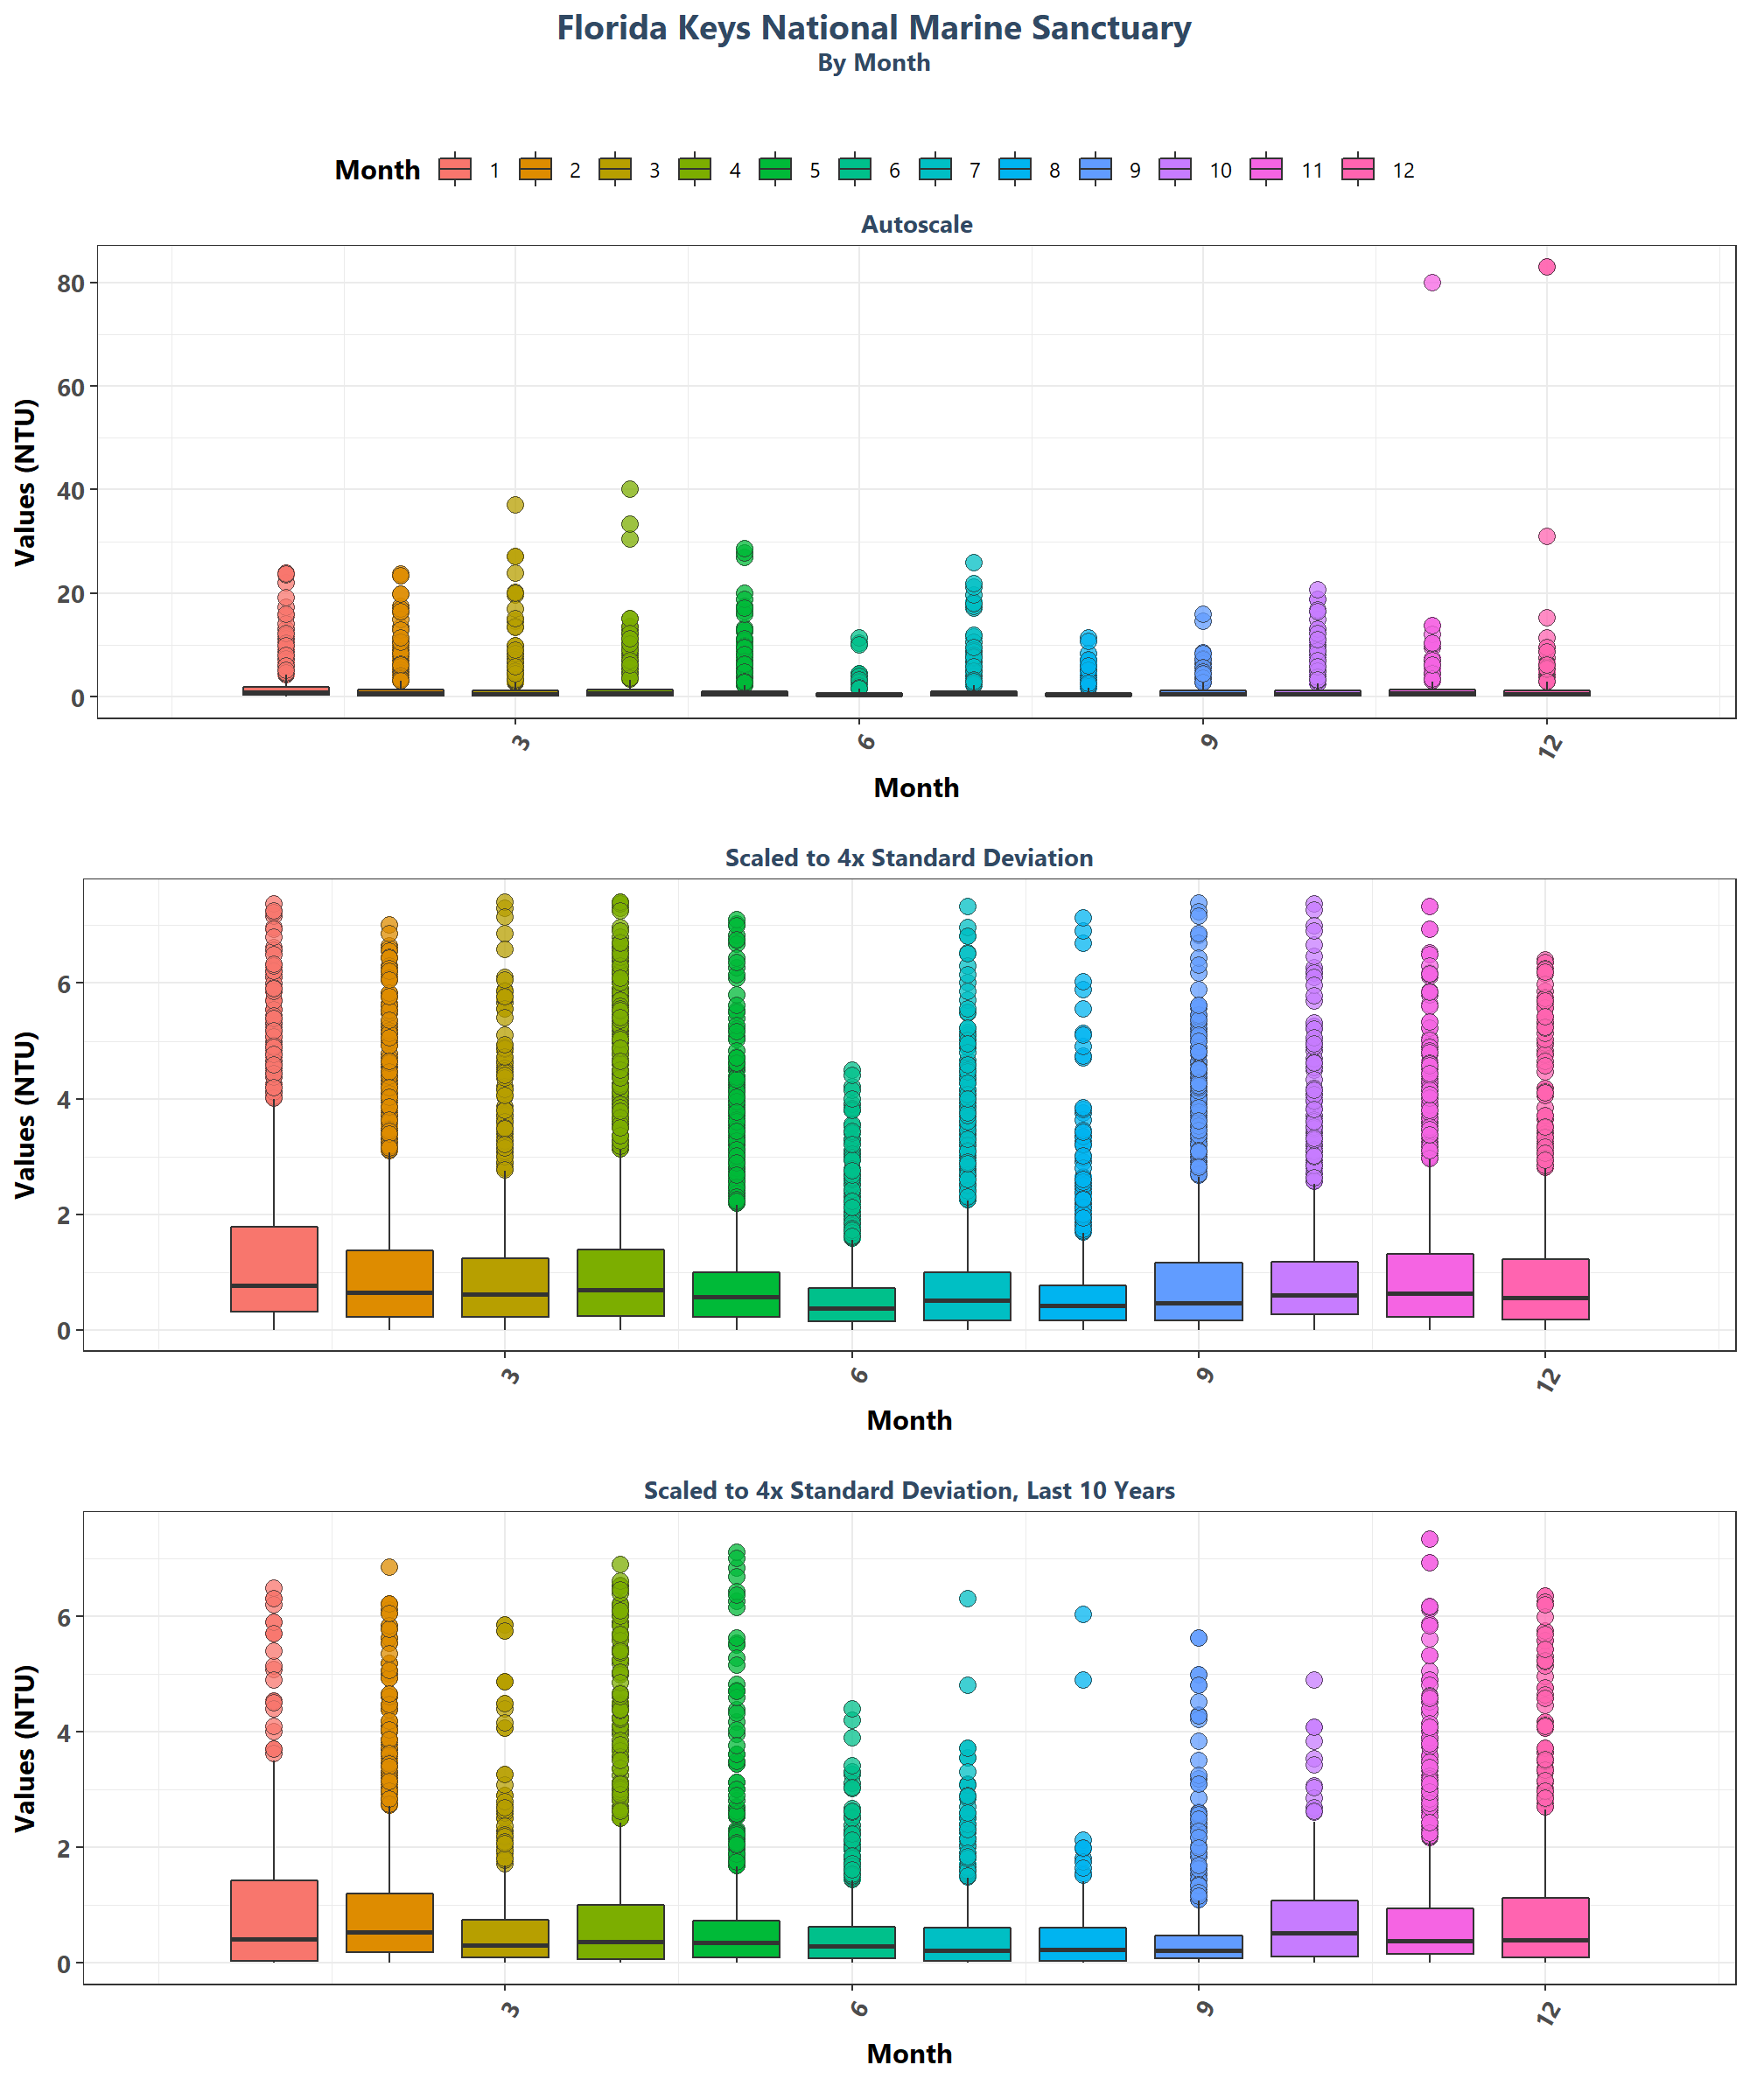 Florida Keys National Marine Sanctuary
By Month
Month 1 2 3 4 5 6 7 8 9 10 11 12
Autoscale
Values (NTU)
80
60
40
20
0
3 6 9 12
Month
Scaled to 4x Standard Deviation
Values (NTU)
6
4
2
0
3 6 9 12
Month
Scaled to 4x Standard Deviation, Last 10 Years
Values (NTU)
6
4
2
0
3 6 9 12
Month